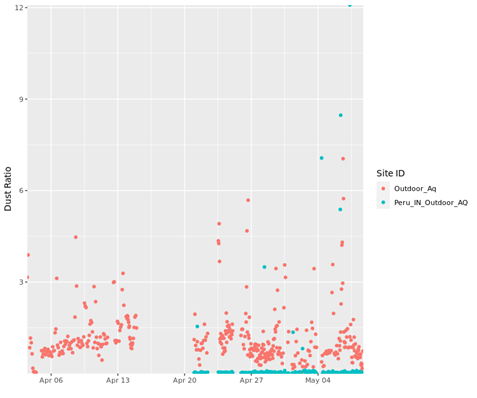 12
9
6
3
Dust Ratio
Apr 06
Apr 13
Apr 20
Apr 27
May 04
Site ID
Outdoor_Aq
Peru_IN_Outdoor_AQ